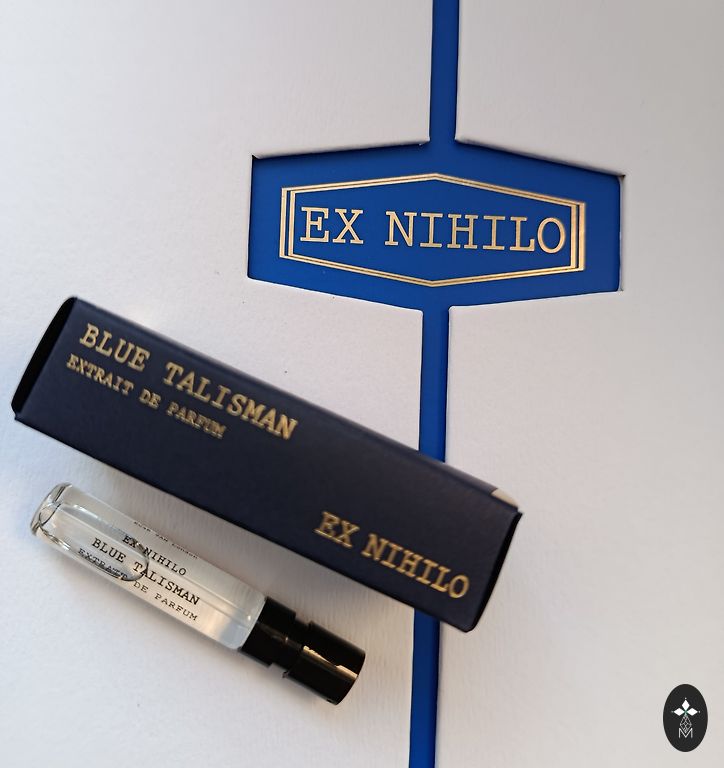 EX NIHILO
BLUE TALISMAN
EXTRAIT DE PARFUM
EX NIHILO
EX NIHILO
BLUE TALISMAN
EXTRAIT DE PARFUM
M